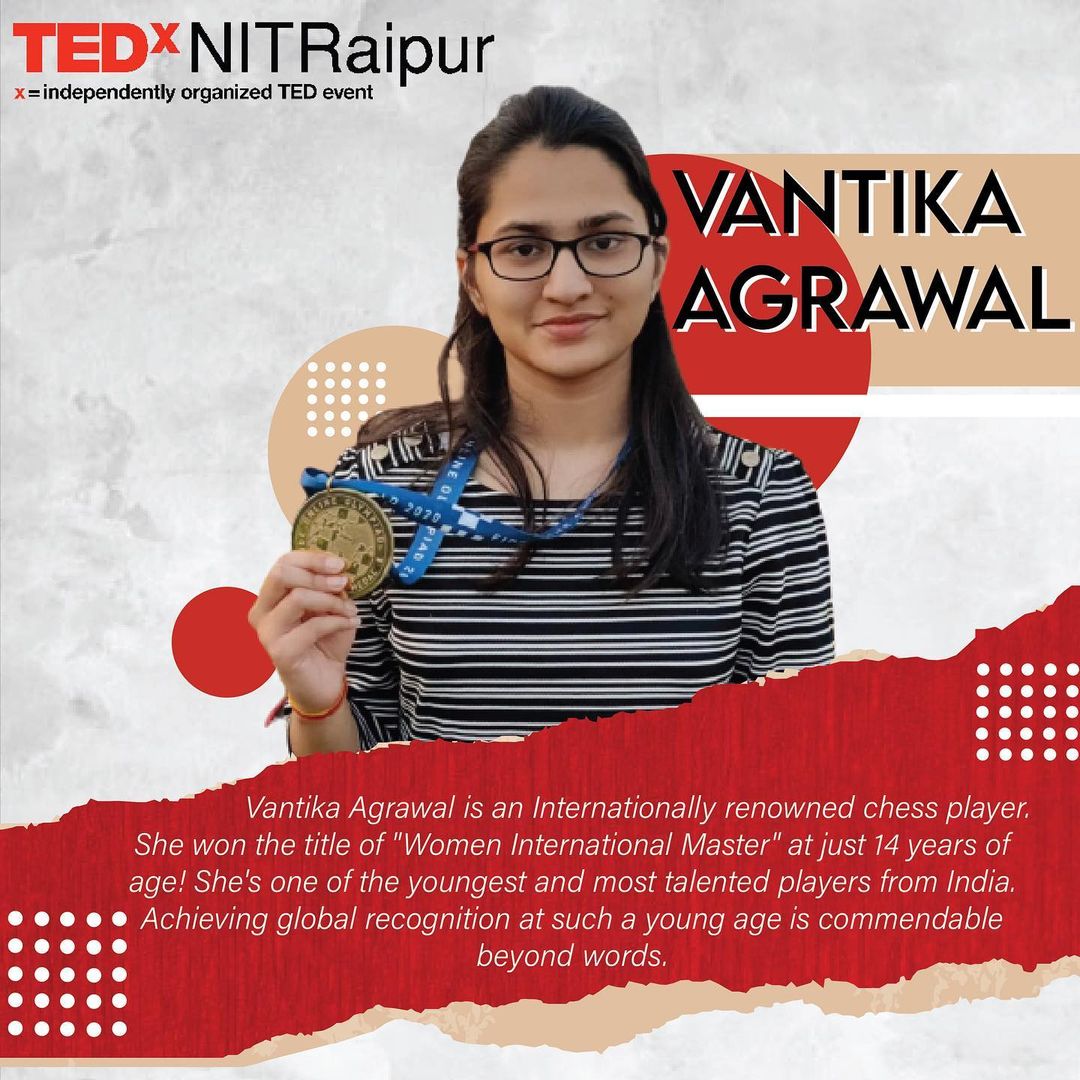 TEDxNITRaipur
x = independently organized TED event
VANTIKA
AGRAWAL
2020
Vantika Agrawal is an Internationally renowned chess player.
She won the title of "Women International Master" at just 14 years of
age! She's one of the youngest and most talented players from India.
Achieving global recognition at such a young age is commendable
beyond words.